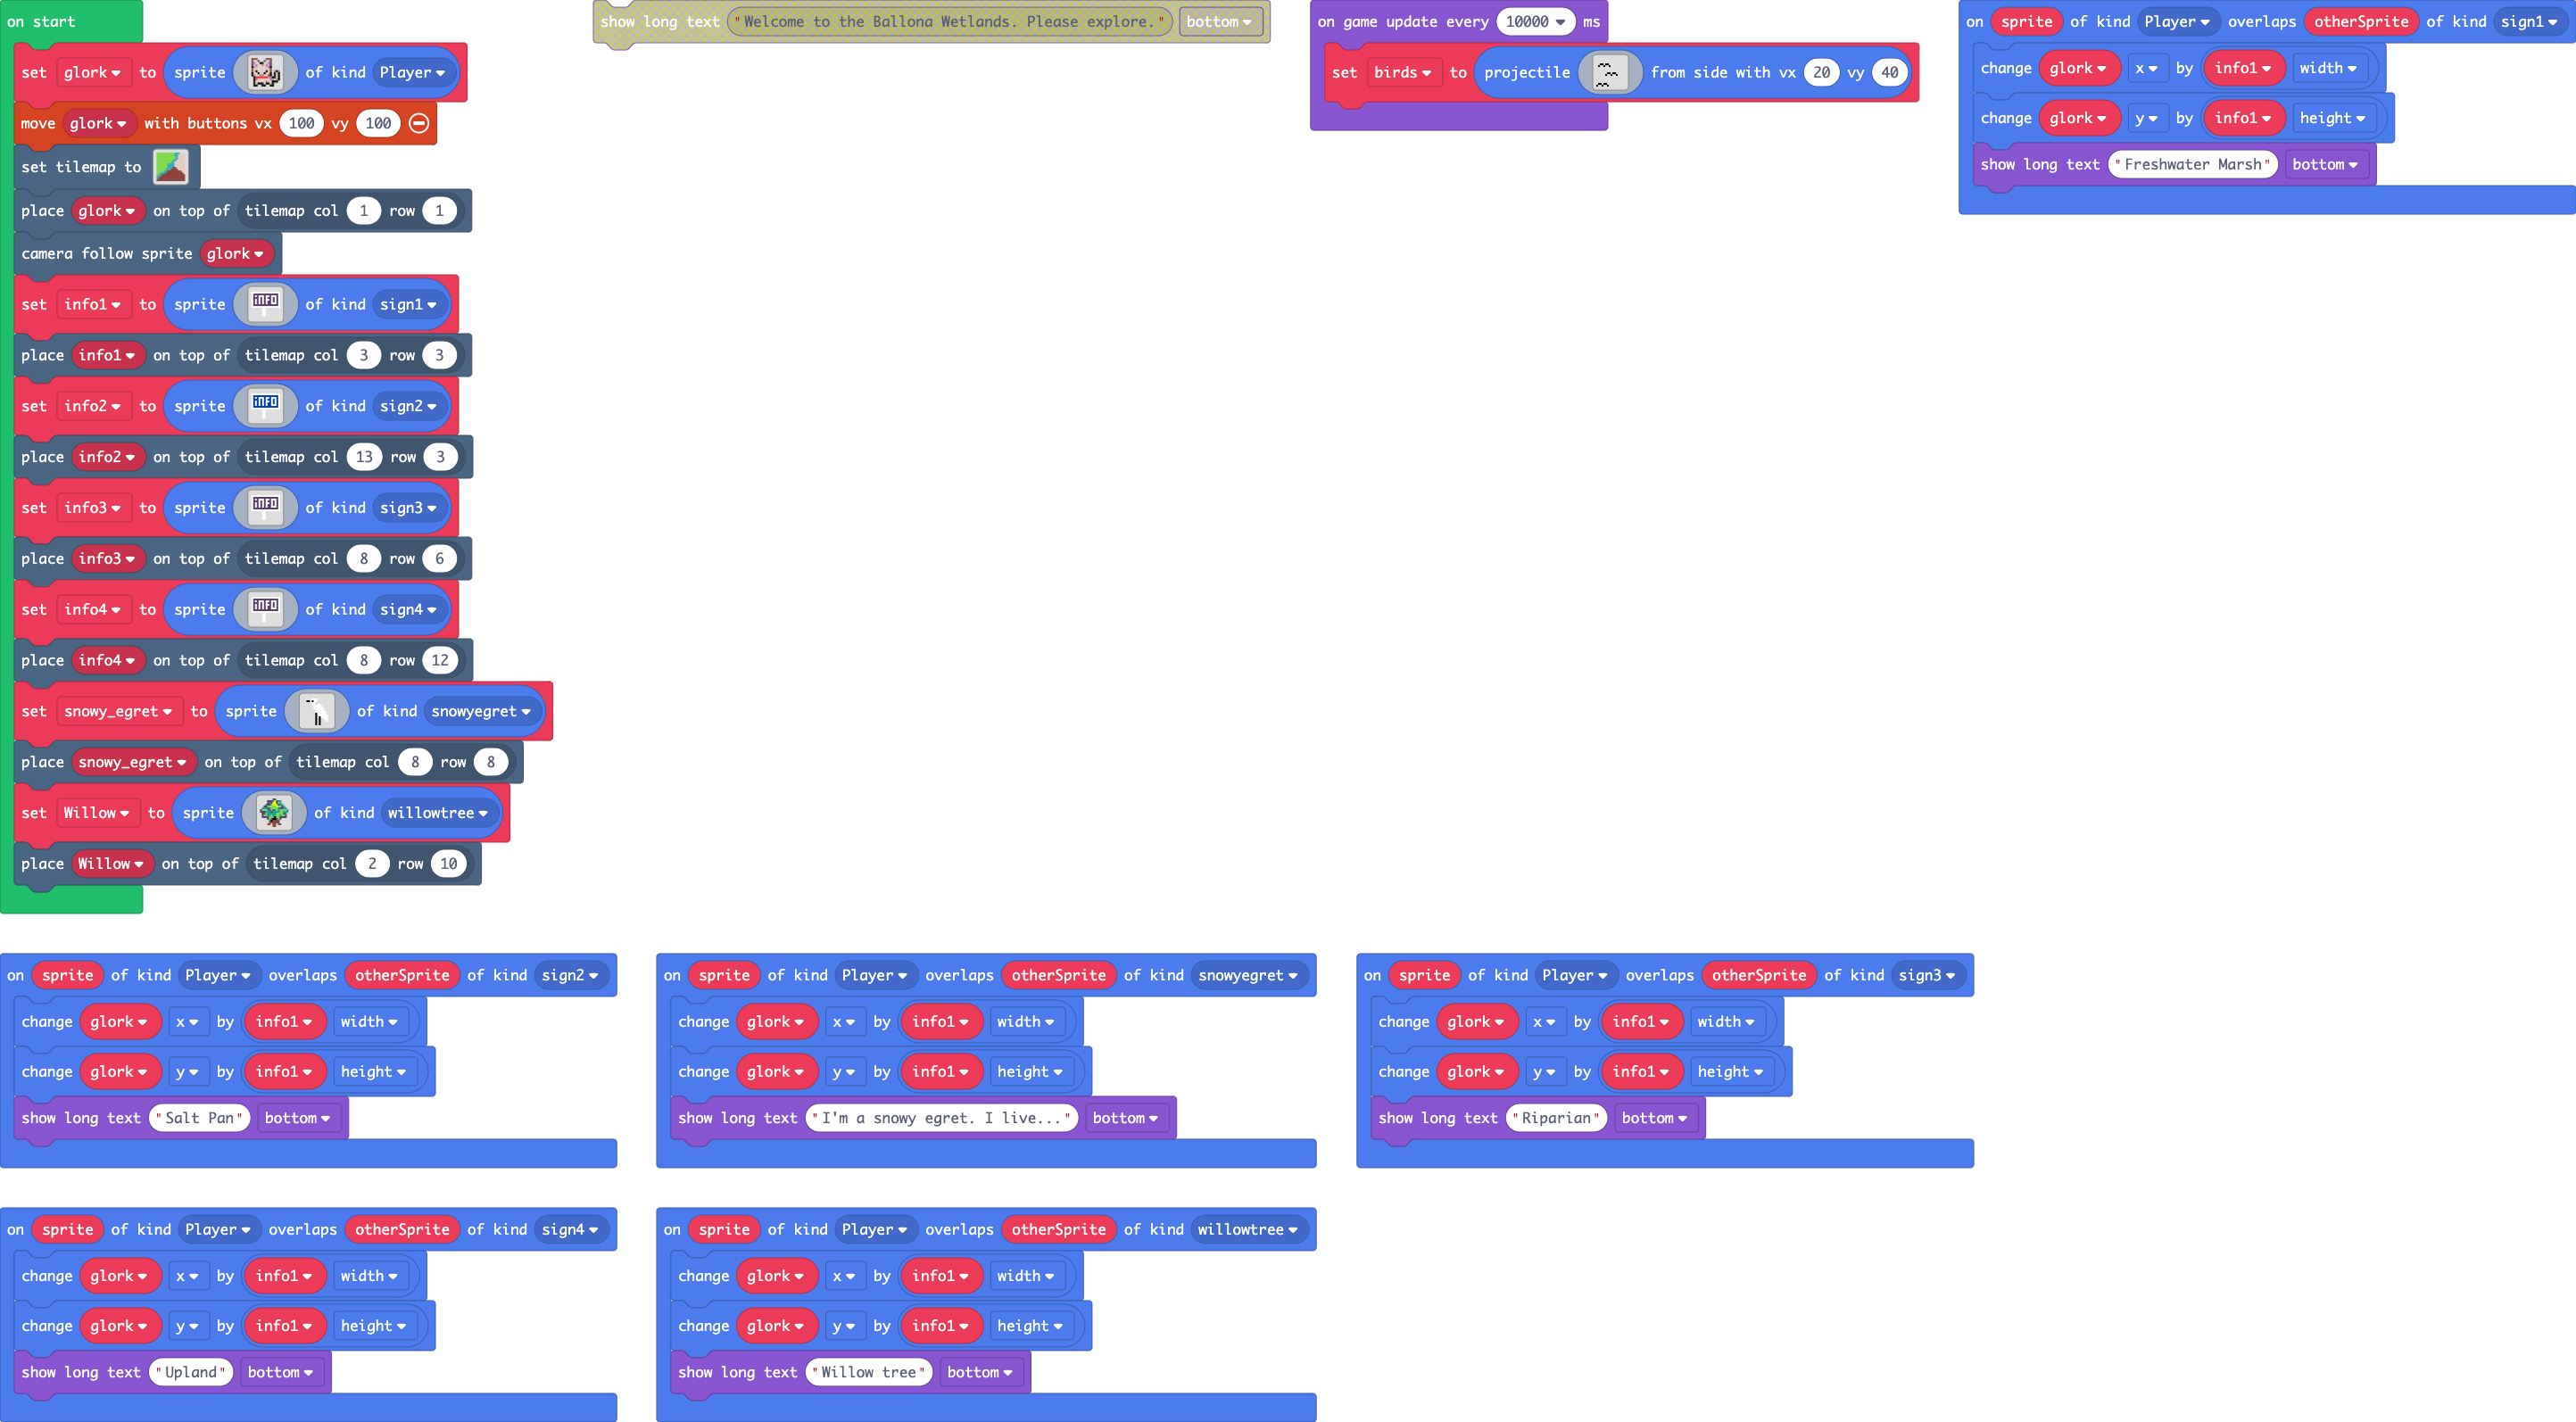 on start
set glork to sprite of kind Player
move glork with buttons vx 100 vy 100
set tilemap to
place glork on top of tilemap col 1 row 1
camera follow sprite glork
set info1 to sprite INFO of kind sign1
place info1 on top of tilemap col 3 row 3
set info2 to sprite INFO of kind sign2
place info2 on top of tilemap col 13 row 3
set info3 to sprite INFO of kind sign3
place info3 on top of tilemap col 8 row 6
set info4 to sprite INFO of kind sign4
place info4 on top of tilemap col 8 row 12
set snowy_egret to sprite of kind snowyegret
place snowy_egret on top of tilemap col 8 row 8
set Willow to sprite of kind willowtree
place Willow on top of tilemap col 2 row 10
show long text "Welcome to the Ballona Wetlands. Please explore." bottom
on game update every 10000 ms
set birds to projectile from side with vx 20 vy 40
on sprite of kind Player overlaps otherSprite of kind sign1
change glork x by info1 width
change glork y by info1 height
show long text "Freshwater Marsh" bottom
on sprite of kind Player overlaps otherSprite of kind sign2
change glork x by info1 width
change glork y by info1 height
show long text "Salt Pan" bottom
on sprite of kind Player overlaps otherSprite of kind snowyegret
change glork x by info1 width
change glork y by info1 height
show long text "I'm a snowy egret. I live..." bottom
on sprite of kind Player overlaps otherSprite of kind sign3
change glork x by info1 width
change glork y by info1 height
show long text "Riparian" bottom
on sprite of kind Player overlaps otherSprite of kind sign4
change glork x by info1 width
change glork y by info1 height
show long text "Upland" bottom
on sprite of kind Player overlaps otherSprite of kind willowtree
change glork x by info1 width
change glork y by info1 height
show long text "Willow tree" bottom